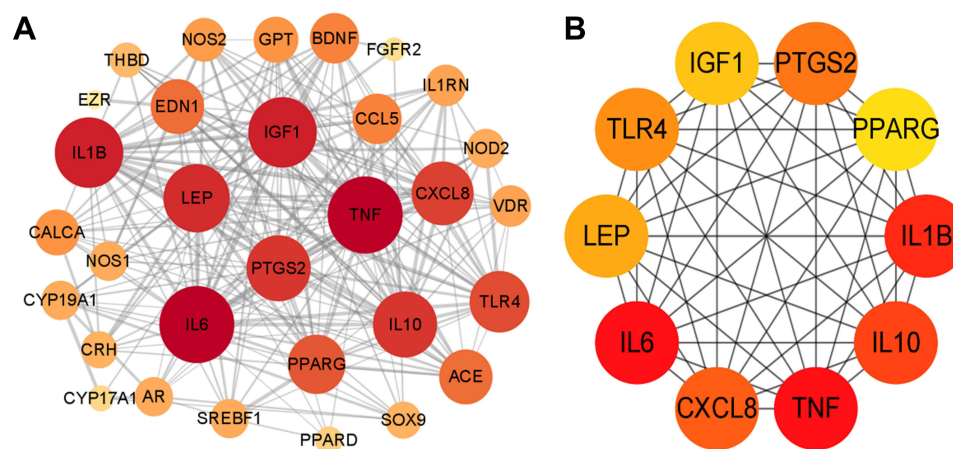 A
NOS2
GPT
BDNF
FGFR2
THBD
IL1RN
EZR
EDN1
IGF1
CCL5
IL1B
NOD2
LEP
CXCL8
TNF
VDR
CALCA
NOS1
PTGS2
CYP19A1
TLR4
IL6
IL10
CRH
PPARG
ACE
CYP17A1
AR
SREBF1
SOX9
PPARD
B
IGF1
PTGS2
TLR4
PPARG
LEP
IL1B
IL6
IL10
CXCL8
TNF